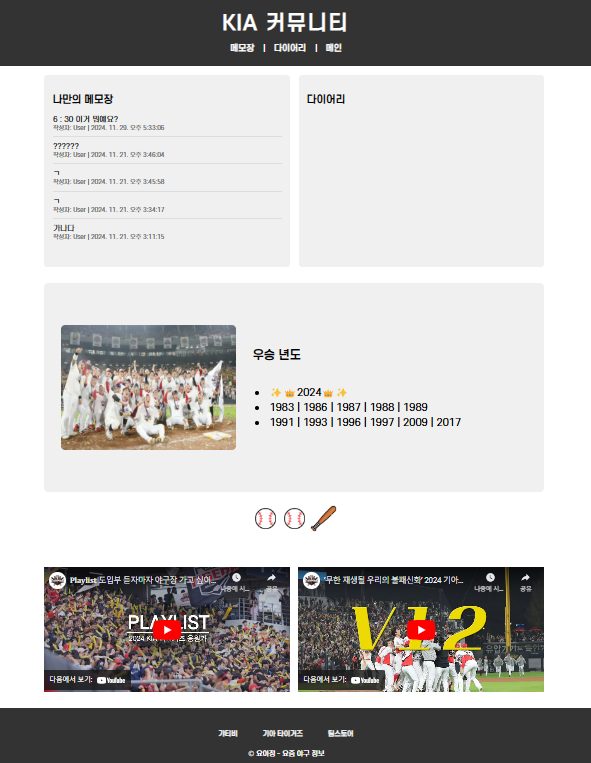 KIA 커뮤니티
메모장 | 다이어리 | 메인
나만의 메모장
6 : 30 이거 뭔예요?
작성자: User | 2024. 11. 29. 오후 5:33:06
??????
작성자: User | 2024. 11. 21. 오후 3:46:04
ㄱ
작성자: User | 2024. 11. 21. 오후 3:45:58
ㄱ
작성자: User | 2024. 11. 21. 오후 3:34:17
가나다
작성자: User | 2024. 11. 21. 오후 3:11:15
다이어리
우승 년도
✨👑2024👑✨
1983 | 1986 | 1987 | 1988 | 1989
1991 | 1993 | 1996 | 1997 | 2009 | 2017
Playlist 도입부 듣자마자 야구장 가고 싶어...
나중에 시...
공유
PLAYLIST
2024 KIA 타이거즈 응원가
다음에서 보기: YouTube
'무한 재생될 우리의 불패신화' 2024 기아...
나중에 시...
공유
V12
다음에서 보기: YouTube
갸티비 기아 타이거즈 팀스토어
© 요아정 - 요즘 야구 정보